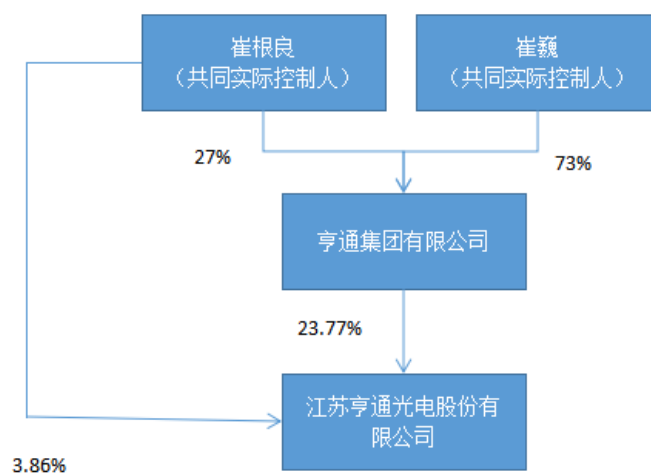 崔根良
（共同实际控制人）
崔巍
（共同实际控制人）
27%
73%
亨通集团有限公司
23.77%
江苏亨通光电股份有
限公司
3.86%